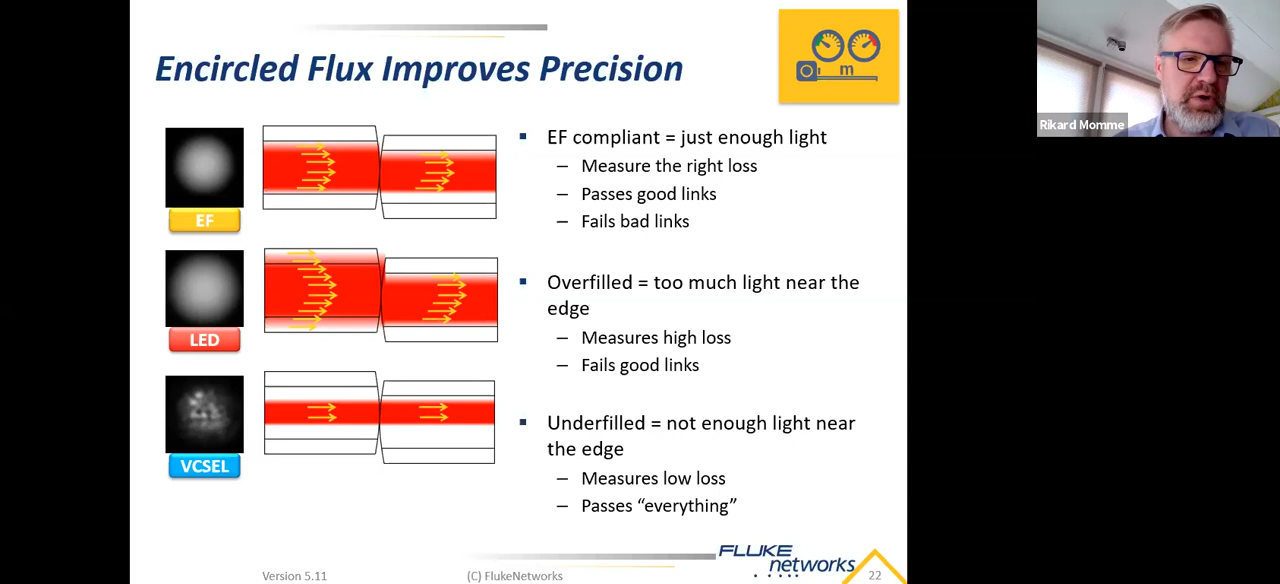 Encircled Flux Improves Precision
m
EF
LED
VCSEL
▪ EF compliant = just enough light
– Measure the right loss
– Passes good links
– Fails bad links
▪ Overfilled = too much light near the
edge
– Measures high loss
– Fails good links
▪ Underfilled = not enough light near
the edge
– Measures low loss
– Passes “everything”
Version 5.11
(C) FlukeNetworks
FLUKE
networks
22
Rikard Momme